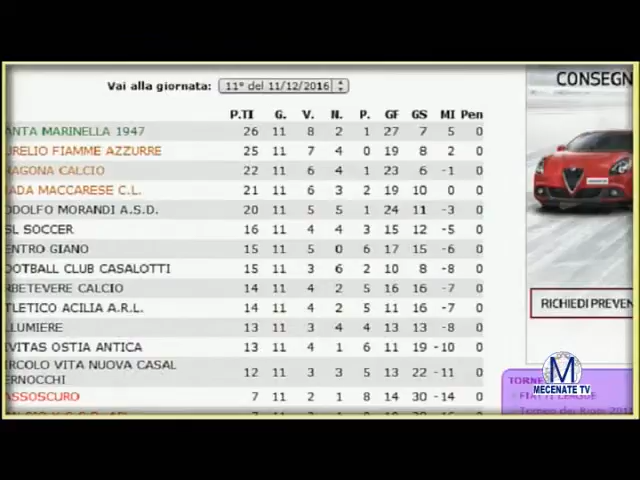 Vai alla giornata: 11° del 11/12/2016
P.TI G. V. N. P. GF GS MI Pen
ANTA MARINELLA 1947 26 11 8 2 1 27 7 5 0
URELIO FIAMME AZZURRE 25 11 7 4 0 19 8 2 0
RAGONA CALCIO 22 11 6 4 1 23 6 -1 0
ADA MACCARESE C.L. 21 11 6 3 2 19 10 0 0
ODOLFO MORANDI A.S.D. 20 11 5 5 1 24 11 -3 0
SL SOCCER 16 11 4 4 3 15 12 -5 0
ENTRO GIANO 15 11 5 0 6 17 15 -6 0
OOTBALL CLUB CASALOTTI 15 11 3 6 2 10 8 -8 0
RBETEVERE CALCIO 14 11 4 2 5 16 16 -7 0
TLETICO ACILIA A.R.L. 14 11 4 2 5 11 16 -7 0
LLUMIERE 13 11 3 4 4 13 13 -8 0
IVITAS OSTIA ANTICA 13 11 4 1 6 11 19 -10 0
IRCOLO VITA NUOVA CASAL
ERNOCCHI 12 11 3 3 5 13 22 -11 0
ASSOSCURO 7 11 2 1 8 14 30 -14 0
CONSEGN
RICHIEDI PREVEN
TORNE
M
MECENATE TV